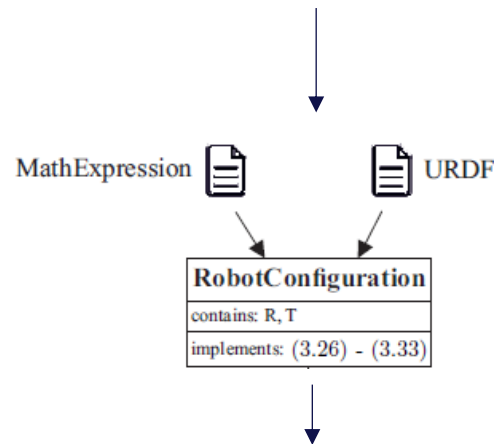 MathExpression
URDF
RobotConfiguration
contains: R, T
implements: (3.26) - (3.33)